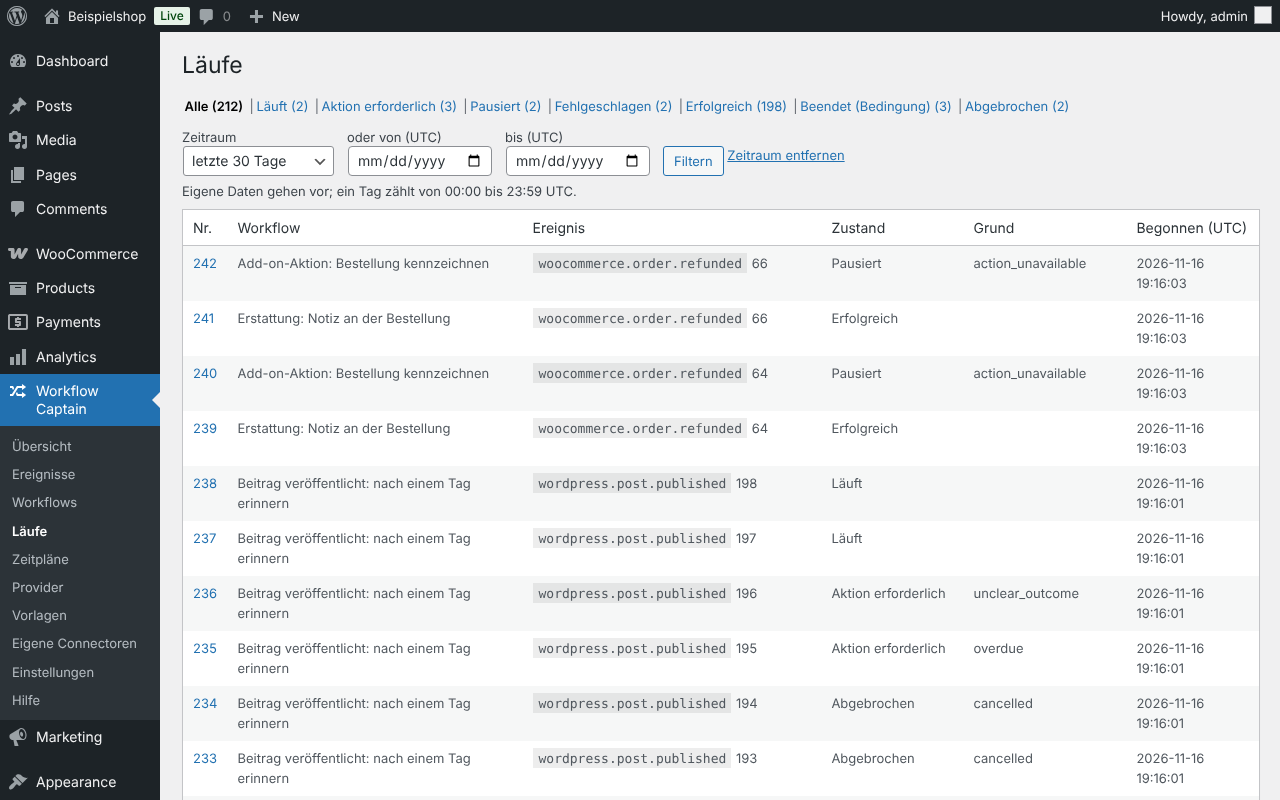 Beispielshop Live 0 New Howdy, admin
Dashboard
Posts
Media
Pages
Comments
WooCommerce
Products
Payments
Analytics
Workflow
Captain
Übersicht
Ereignisse
Workflows
Läufe
Zeitpläne
Provider
Vorlagen
Eigene Connectoren
Einstellungen
Hilfe
Marketing
Appearance
Läufe
Alle (212) | Läuft (2) | Aktion erforderlich (3) | Pausiert (2) | Fehlgeschlagen (2) | Erfolgreich (198) | Beendet (Bedingung) (3) | Abgebrochen (2)
Zeitraum oder von (UTC) bis (UTC)
letzte 30 Tage mm/dd/yyyy mm/dd/yyyy Filtern Zeitraum entfernen
Eigene Daten gehen vor; ein Tag zählt von 00:00 bis 23:59 UTC.
Nr. Workflow Ereignis Zustand Grund Begonnen (UTC)
242 Add-on-Aktion: Bestellung kennzeichnen woocommerce.order.refunded 66 Pausiert action_unavailable 2026-11-16
19:16:03
241 Erstattung: Notiz an der Bestellung woocommerce.order.refunded 66 Erfolgreich 2026-11-16
19:16:03
240 Add-on-Aktion: Bestellung kennzeichnen woocommerce.order.refunded 64 Pausiert action_unavailable 2026-11-16
19:16:03
239 Erstattung: Notiz an der Bestellung woocommerce.order.refunded 64 Erfolgreich 2026-11-16
19:16:03
238 Beitrag veröffentlicht: nach einem Tag wordpress.post.published 198 Läuft 2026-11-16
erinnern 19:16:01
237 Beitrag veröffentlicht: nach einem Tag wordpress.post.published 197 Läuft 2026-11-16
erinnern 19:16:01
236 Beitrag veröffentlicht: nach einem Tag wordpress.post.published 196 Aktion erforderlich unclear_outcome 2026-11-16
erinnern 19:16:01
235 Beitrag veröffentlicht: nach einem Tag wordpress.post.published 195 Aktion erforderlich overdue 2026-11-16
erinnern 19:16:01
234 Beitrag veröffentlicht: nach einem Tag wordpress.post.published 194 Abgebrochen cancelled 2026-11-16
erinnern 19:16:01
233 Beitrag veröffentlicht: nach einem Tag wordpress.post.published 193 Abgebrochen cancelled 2026-11-16
erinnern 19:16:01